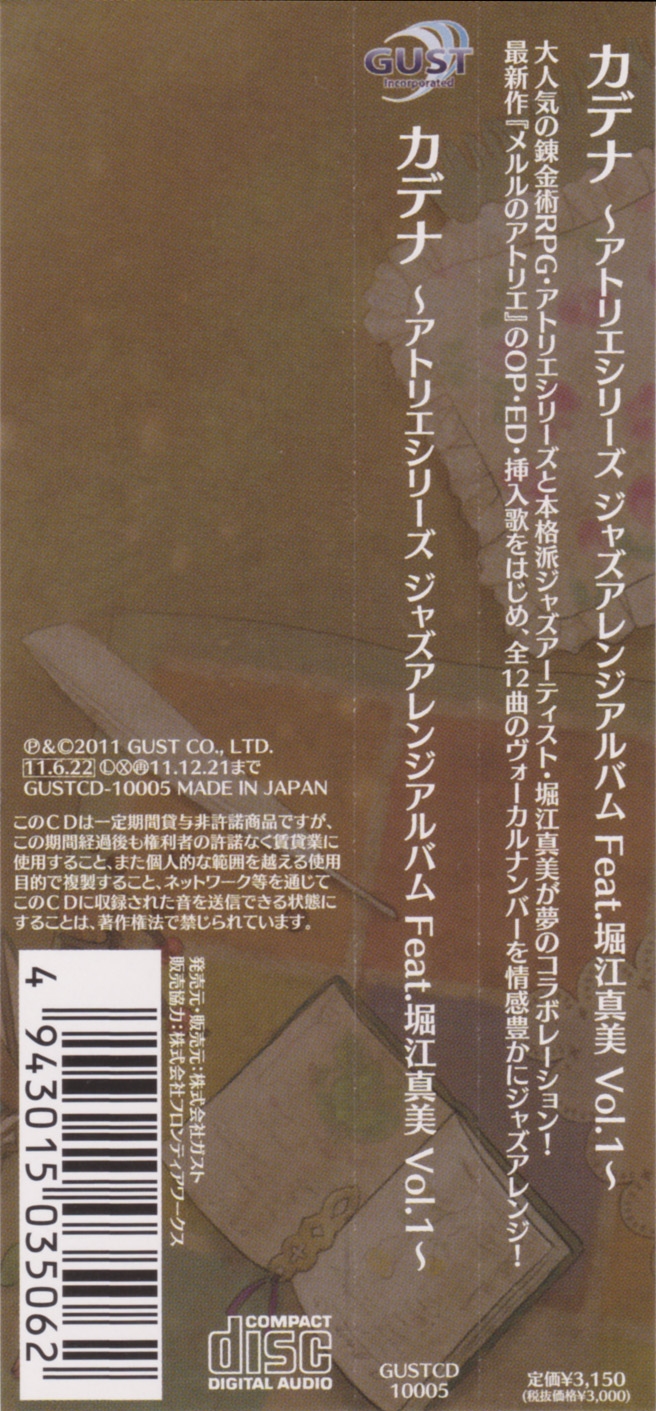 カデナ ～アトリエシリーズ ジャズアレンジアルバム Feat.堀江真美 Vol.1～
大人気の錬金術RPG・アトリエシリーズと本格派ジャズアーティスト・堀江真美が夢のコラボレーション!
最新作『メルルのアトリエ』のOP・ED・挿入歌をはじめ、全12曲のヴォーカルナンバーを情感豊かにジャズアレンジ!
定価¥3,150
(税抜価格¥3,000)
GUST
Incorporated
カデナ ～アトリエシリーズ ジャズアレンジアルバム Feat.堀江真美 Vol.1～
GUSTCD
10005
Ⓟ&©2011 GUST CO., LTD.
11.6.22 ⓁⓍ㊐11.12.21まで
GUSTCD-10005 MADE IN JAPAN
このCDは一定期間貸与非許諾商品ですが、
この期間経過後も権利者の許諾なく賃貸業に
使用すること、また個人的な範囲を越える使用
目的で複製すること、ネットワーク等を通じて
このCDに収録された音を送信できる状態に
することは、著作権法で禁じられています。
発売元・販売元:株式会社ガスト
販売協力:株式会社フロンティアワークス
4 943015 035062
COMPACT
disc
DIGITAL AUDIO